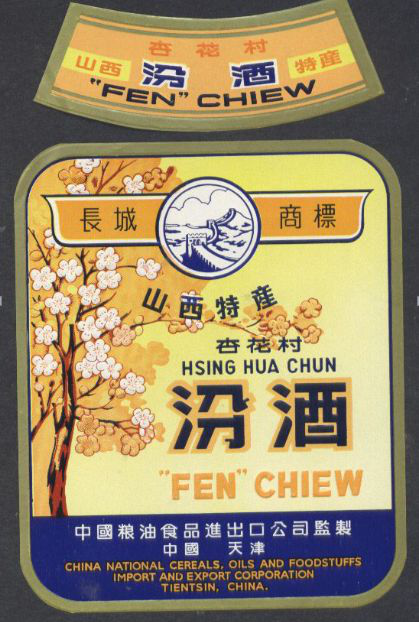 杏花村
山西 汾酒 特產
"FEN" CHIEW
長城 商標
山西特產
杏花村
HSING HUA CHUN
汾酒
"FEN" CHIEW
中國粮油食品進出口公司監製
中國 天津
CHINA NATIONAL CEREALS, OILS AND FOODSTUFFS
IMPORT AND EXPORT CORPORATION
TIENTSIN, CHINA.